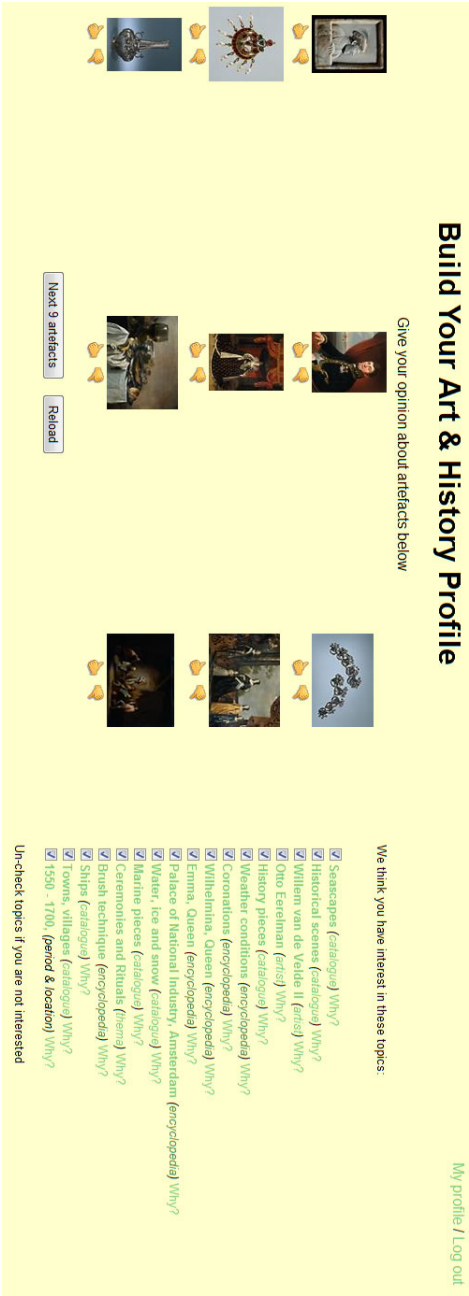 My profile / Log out
Build Your Art & History Profile
Give your opinion about artefacts below
We think you have interest in these topics:
Seascapes (catalogue) Why?
Historical scenes (catalogue) Why?
Willem van de Velde II (artist) Why?
Otto Eerelman (artist) Why?
History pieces (catalogue) Why?
Weather conditions (encyclopedia) Why?
Coronations (encyclopedia) Why?
Wilhelmina, Queen (encyclopedia) Why?
Emma, Queen (encyclopedia) Why?
Palace of National Industry, Amsterdam (encyclopedia) Why?
Water, ice and snow (catalogue) Why?
Marine pieces (catalogue) Why?
Ceremonies and Rituals (thema) Why?
Brush technique (encyclopedia) Why?
Ships (catalogue) Why?
Towns, villages (catalogue) Why?
1550 - 1700, (period & location) Why?
Un-check topics if you are not interested
Next 9 artefacts
Reload